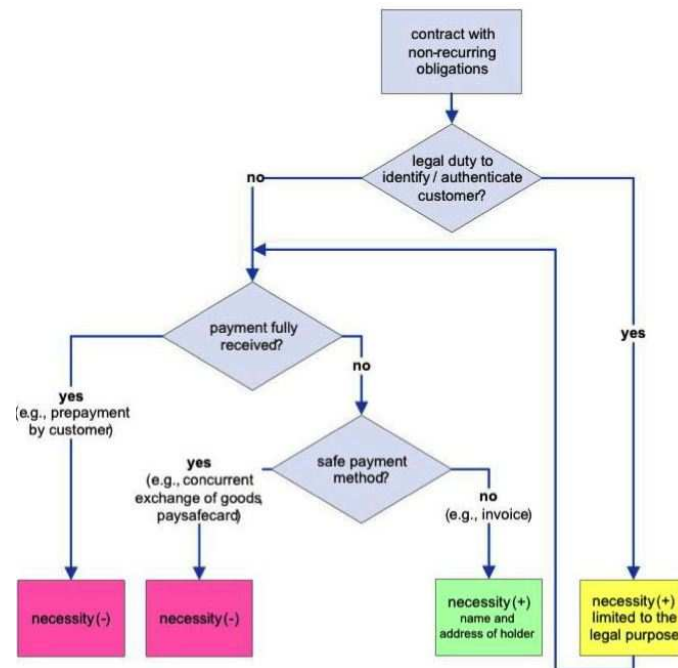 contract with
non-recurring
obligations
legal duty to
identify / authenticate
customer?
no
yes
payment fully
received?
yes
(e.g., prepayment
by customer)
no
safe payment
method?
yes
(e.g., concurrent
exchange of goods,
paysafecard)
no
(e.g., invoice)
necessity (-)
necessity (-)
necessity (+)
name and
address of holder
necessity (+)
limited to the
legal purpose